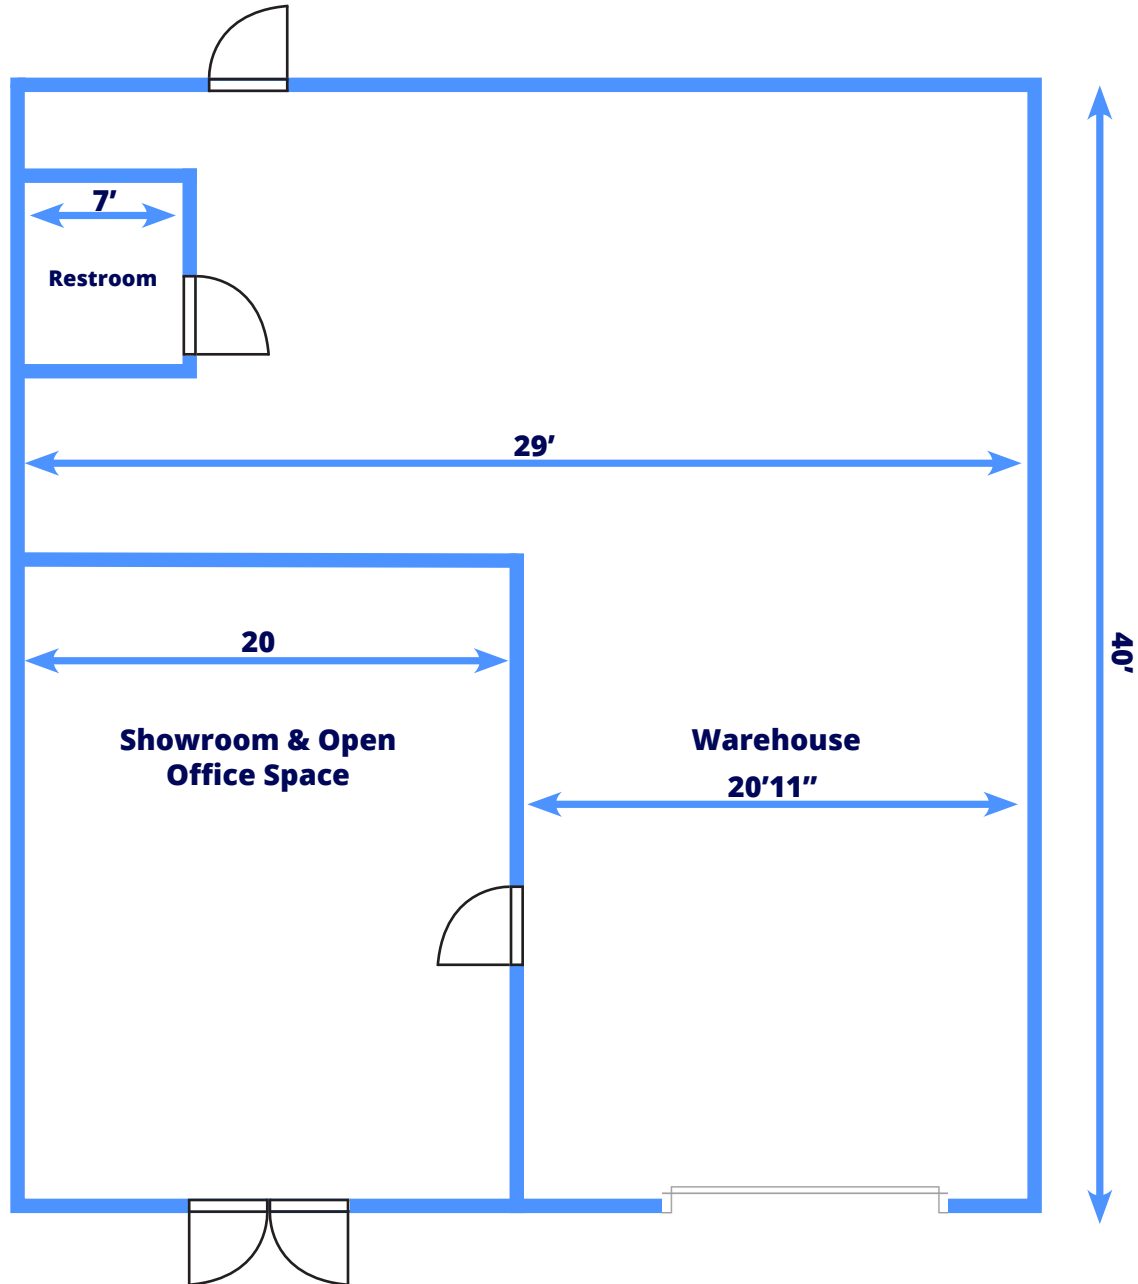 7’
Restroom
29’
20
Showroom & Open
Office Space
Warehouse
20’11”
40’